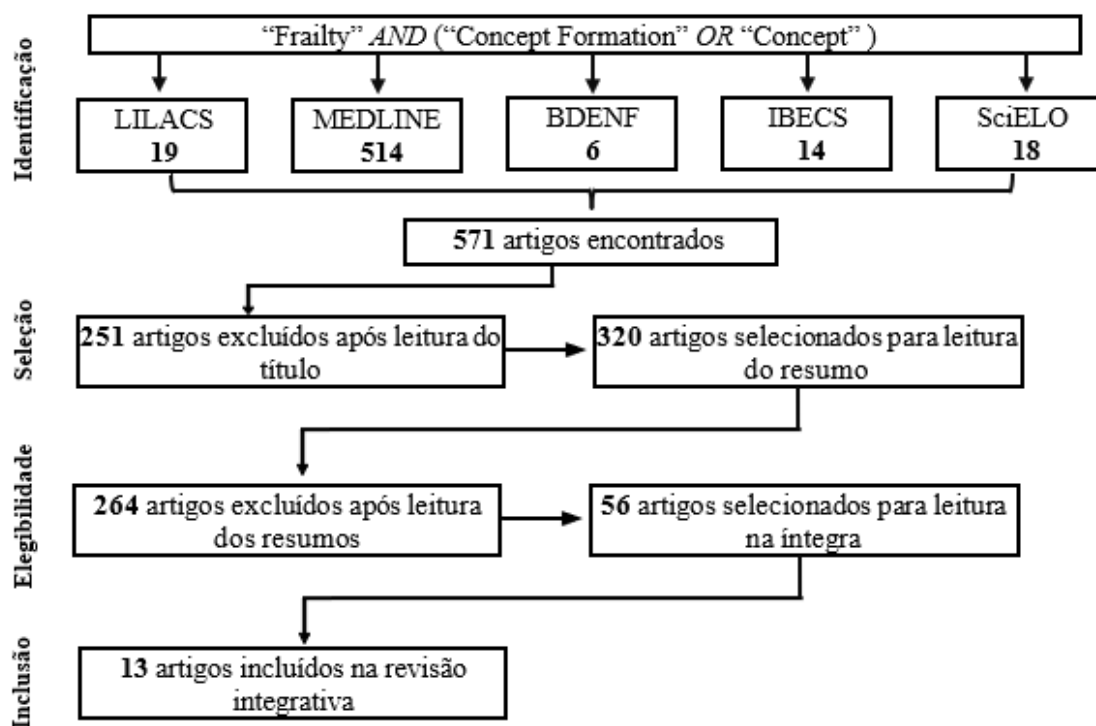 “Frailty” AND (“Concept Formation” OR “Concept” )
Identificação
LILACS
19
MEDLINE
514
BDENF
6
IBECS
14
SciELO
18
571 artigos encontrados
Seleção
251 artigos excluídos após leitura do
título
320 artigos selecionados para leitura
do resumo
Elegibilidade
264 artigos excluídos após leitura
dos resumos
56 artigos selecionados para leitura
na íntegra
Inclusão
13 artigos incluídos na revisão
integrativa